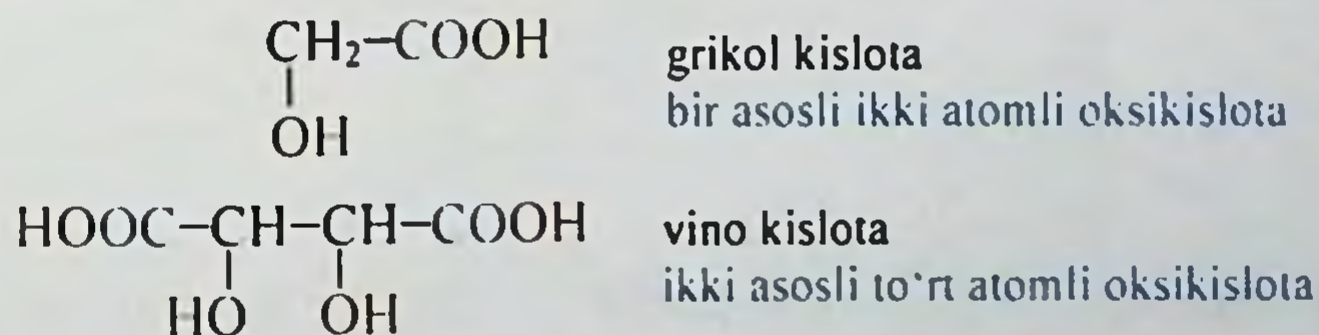 CH₂–COOH
grikol kislota
bir asosli ikki atomli oksikislota
OH
HOOC–CH–CH–COOH
vino kislota
HO OH
ikki asosli to‘rt atomli oksikislota